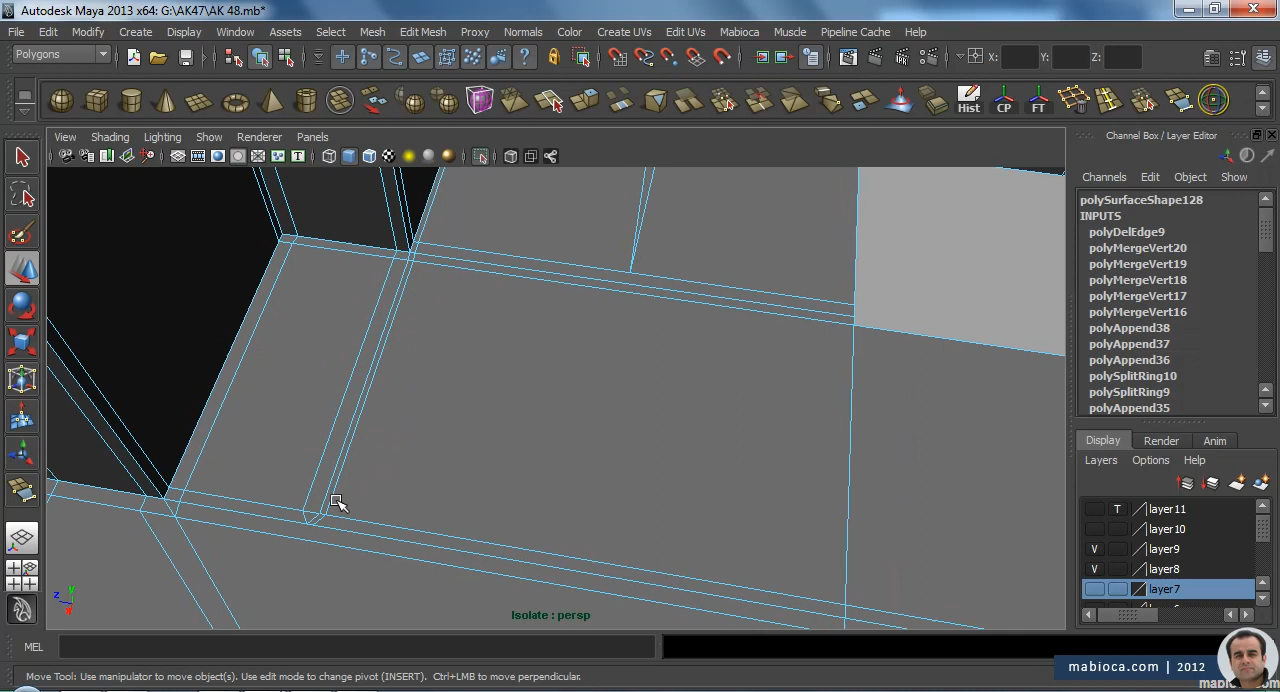 Autodesk Maya 2013 x64: G:\AK47\AK 48.mb*
File Edit Modify Create Display Window Assets Select Mesh Edit Mesh Proxy Normals Color Create UVs Edit UVs Mabioca Muscle Pipeline Cache Help
Polygons
X: Y: Z:
Hist CP FT
View Shading Lighting Show Renderer Panels
Channel Box / Layer Editor
Channels Edit Object Show
polySurfaceShape128
INPUTS
polyDelEdge9
polyMergeVert20
polyMergeVert19
polyMergeVert18
polyMergeVert17
polyMergeVert16
polyAppend38
polyAppend37
polyAppend36
polySplitRing10
polySplitRing9
polyAppend35
Display Render Anim
Layers Options Help
T layer11
layer10
V layer9
V layer8
layer7
z y x
Isolate : persp
MEL
mabioca.com | 2012
Move Tool: Use manipulator to move object(s). Use edit mode to change pivot (INSERT). Ctrl+LMB to move perpendicular.